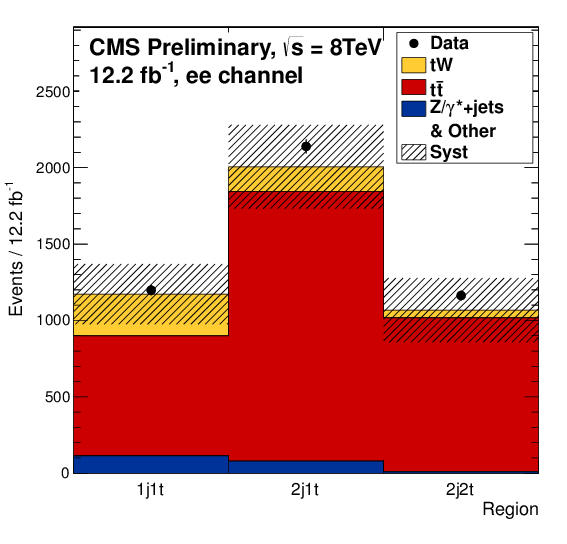 CMS Preliminary, √s = 8TeV
12.2 fb⁻¹, ee channel
Data
tW
tt̄
Z/γ*+jets
& Other
Syst
Events / 12.2 fb⁻¹
2500
2000
1500
1000
500
0
1j1t 2j1t 2j2t
Region